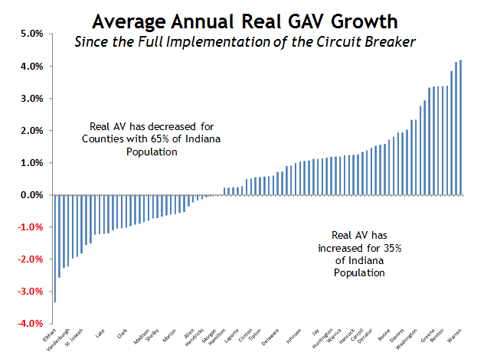 Average Annual Real GAV Growth
Since the Full Implementation of the Circuit Breaker
5.0%
4.0%
3.0%
2.0%
1.0%
0.0%
-1.0%
-2.0%
-3.0%
-4.0%
Real AV has decreased for
Counties with 65% of Indiana
Population
Real AV has
increased for 35%
of Indiana
Population
Elkhart
Vanderburgh
St. Joseph
Lake
Clark
Madison
Shelby
Marion
Allen
Hendricks
Morgan
Hamilton
Laporte
Clinton
Tipton
Delaware
Johnson
Jay
Huntington
Warrick
Hancock
Carroll
Decatur
Boone
Daviess
Washington
Greene
Benton
Warren